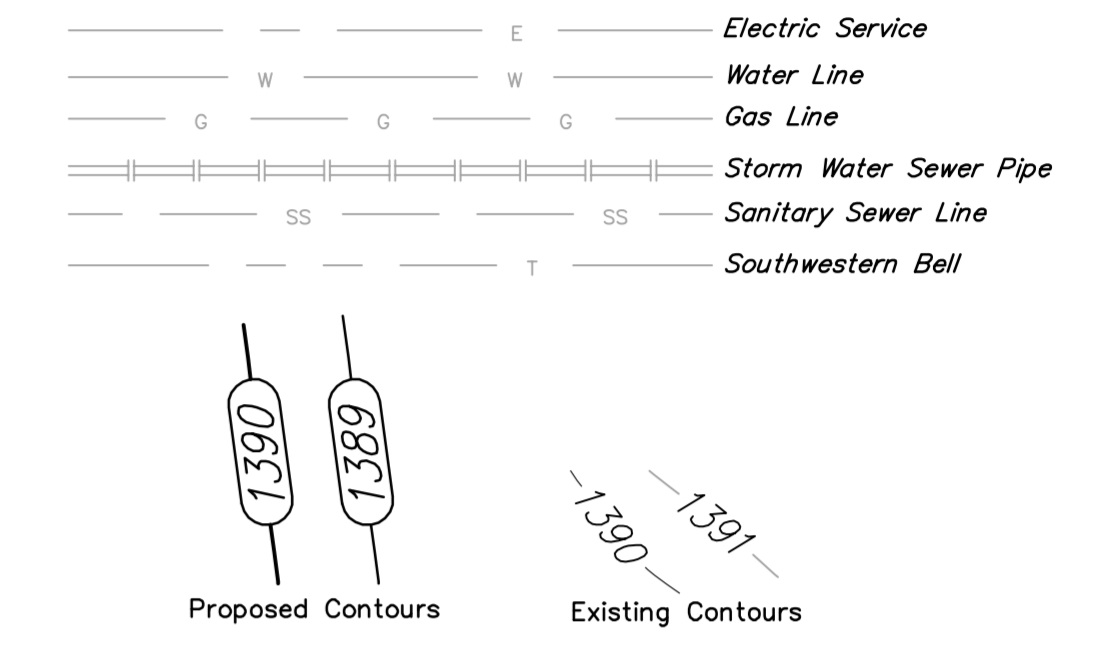 E Electric Service
W W Water Line
G G G Gas Line
Storm Water Sewer Pipe
SS SS Sanitary Sewer Line
T Southwestern Bell
1390
1389
1390
1391
Proposed Contours
Existing Contours